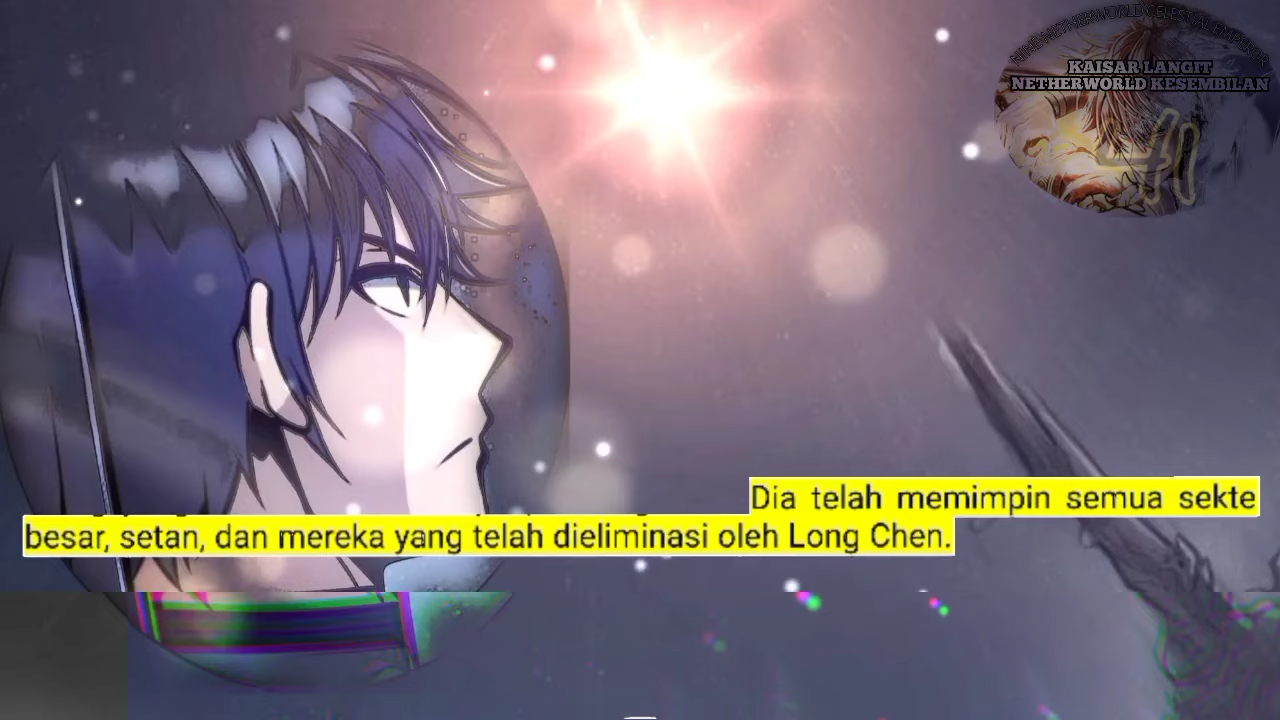 KAISAR LANGIT
NETHERWORLD KESEMBILAN
41
Dia telah memimpin semua sekte
besar, setan, dan mereka yang telah dieliminasi oleh Long Chen.